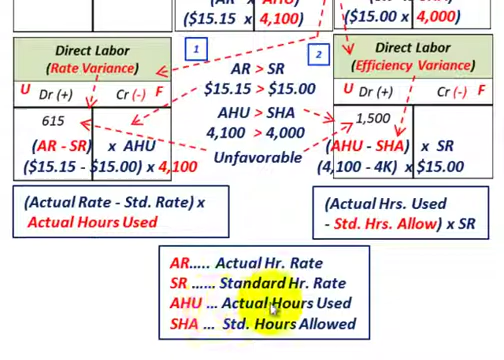 (AR x AHU)
($15.15 x 4,100)
($15.00 x 4,000)
1
2
Direct Labor
(Rate Variance)
U Dr (+) Cr (-) F
615
(AR - SR) x AHU
($15.15 - $15.00) x 4,100
AR > SR
$15.15 > $15.00
AHU > SHA
4,100 > 4,000
Unfavorable
Direct Labor
(Efficiency Variance)
U Dr (+) Cr (-) F
1,500
(AHU - SHA) x SR
(4,100 - 4K) x $15.00
(Actual Rate - Std. Rate) x
Actual Hours Used
(Actual Hrs. Used
- Std. Hrs. Allow) x SR
AR..... Actual Hr. Rate
SR ...... Standard Hr. Rate
AHU ... Actual Hours Used
SHA ... Std. Hours Allowed